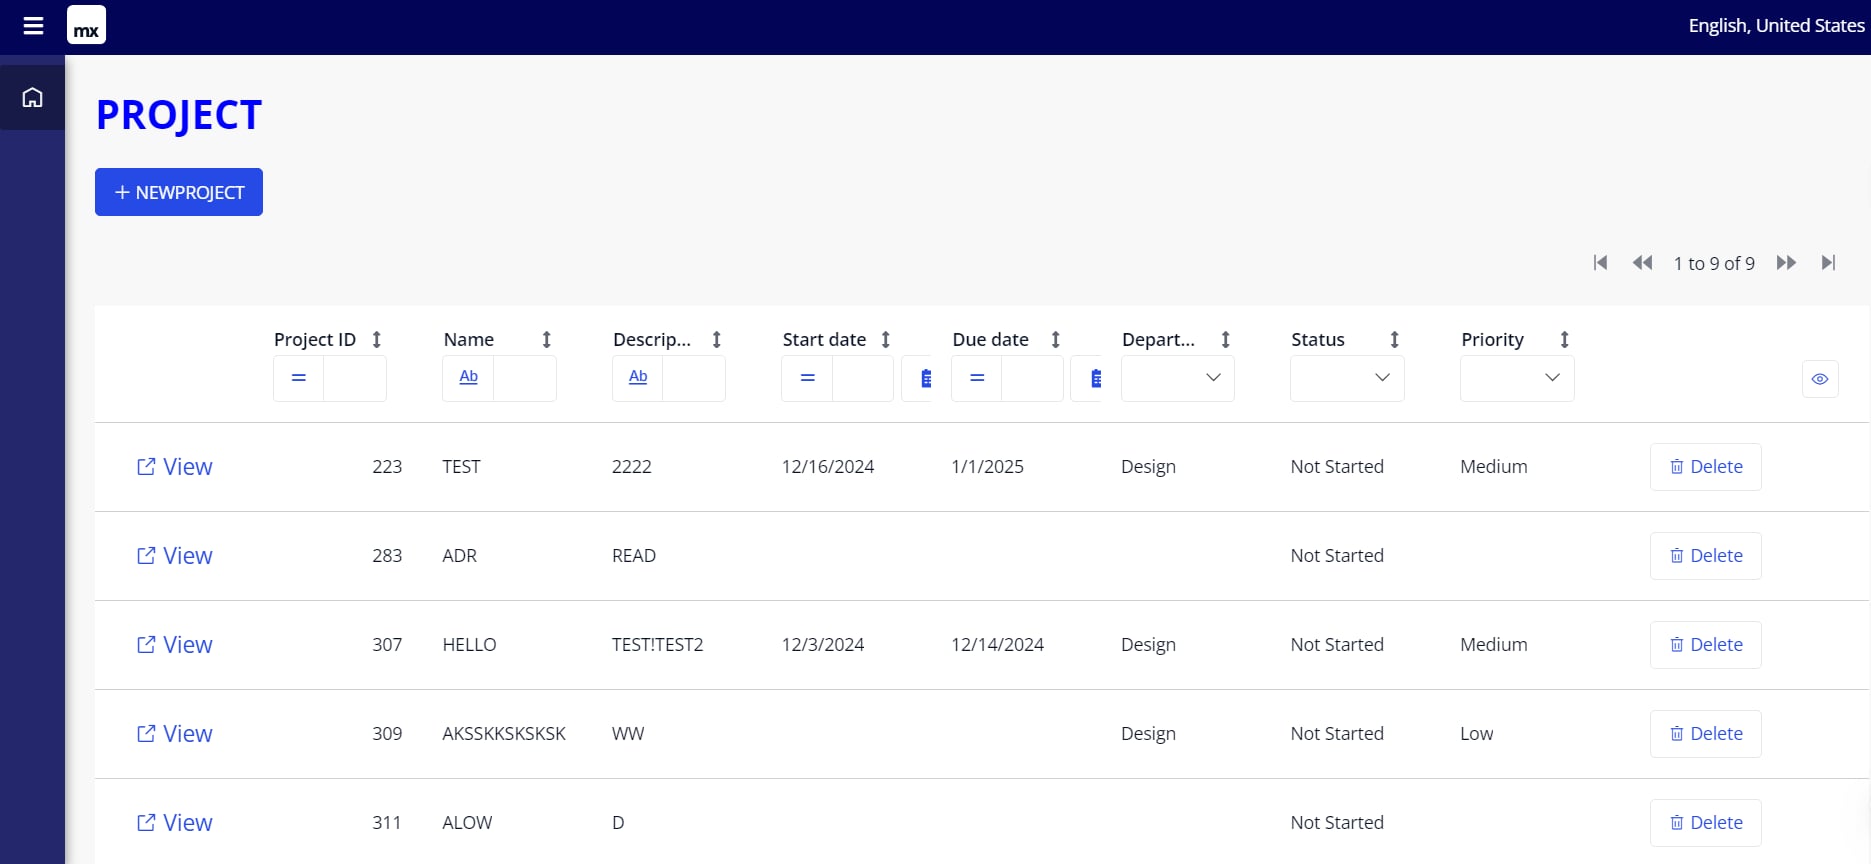 mx
English, United States
PROJECT
+ NEWPROJECT
1 to 9 of 9
Project ID Name Descrip... Start date Due date Depart... Status Priority
= Ab Ab = =
View 223 TEST 2222 12/16/2024 1/1/2025 Design Not Started Medium Delete
View 283 ADR READ Not Started Delete
View 307 HELLO TEST!TEST2 12/3/2024 12/14/2024 Design Not Started Medium Delete
View 309 AKSSKKSKSKSK WW Design Not Started Low Delete
View 311 ALOW D Not Started Delete